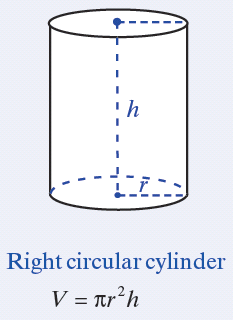 h
r
Right circular cylinder
V = πr²h